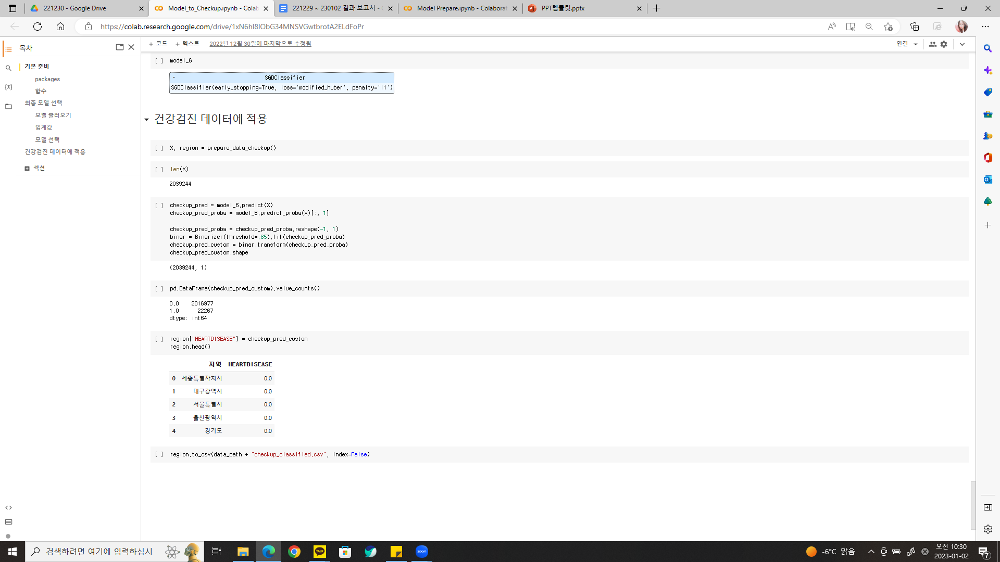 221230 - Google Drive
Model_to_Checkup.ipynb - Colab
221229 ~ 230102 결과 보고서 -
Model Prepare.ipynb - Colaborat
PPT템플릿.pptx
https://colab.research.google.com/drive/1xN6hl8IObG34MNSVGwtbrotA2ELdFoPr
목차
기본 준비
packages
함수
최종 모델 선택
모델 불러오기
임계값
모델 선택
건강검진 데이터에 적용
섹션
+ 코드 + 텍스트 2022년 12월 30일에 마지막으로 수정됨
연결
[ ] model_6
SGDClassifier
SGDClassifier(early_stopping=True, loss='modified_huber', penalty='l1')
건강검진 데이터에 적용
[ ] X, region = prepare_data_checkup()
[ ] len(X)
2039244
[ ] checkup_pred = model_6.predict(X)
checkup_pred_proba = model_6.predict_proba(X)[:, 1]
checkup_pred_proba = checkup_pred_proba.reshape(-1, 1)
binar = Binarizer(threshold=.85).fit(checkup_pred_proba)
checkup_pred_custom = binar.transform(checkup_pred_proba)
checkup_pred_custom.shape
(2039244, 1)
[ ] pd.DataFrame(checkup_pred_custom).value_counts()
0.0 2016977
1.0 22267
dtype: int64
[ ] region["HEARTDISEASE"] = checkup_pred_custom
region.head()
지역 HEARTDISEASE
0 세종특별자치시 0.0
1 대구광역시 0.0
2 서울특별시 0.0
3 울산광역시 0.0
4 경기도 0.0
[ ] region.to_csv(data_path + "checkup_classified.csv", index=False)
검색하려면 여기에 입력하십시
TALK
zoom
-6°C 맑음
오전 10:30
2023-01-02
7